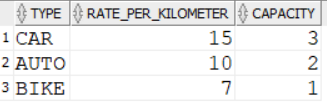 TYPE RATE_PER_KILOMETER CAPACITY
1 CAR 15 3
2 AUTO 10 2
3 BIKE 7 1